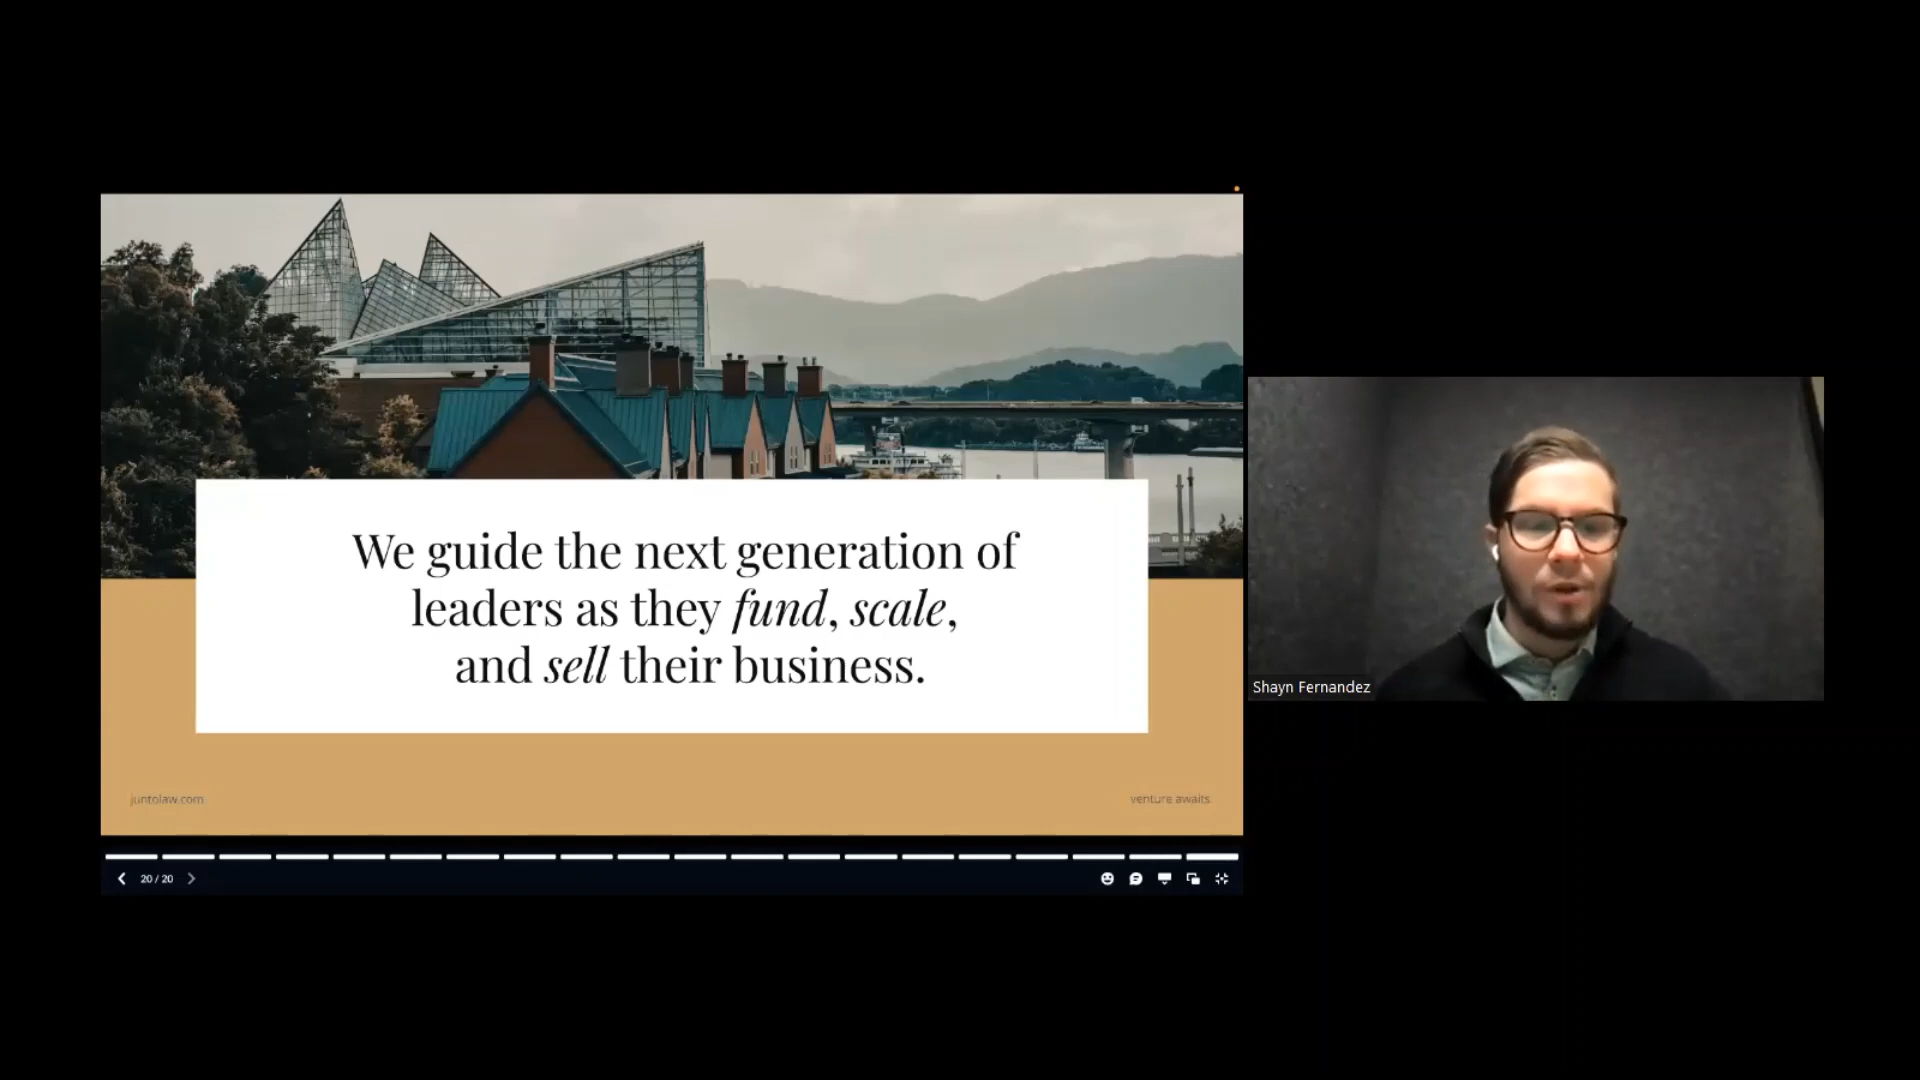 We guide the next generation of
leaders as they fund, scale,
and sell their business.
juntolaw.com
venture awaits
20 / 20
Shayn Fernandez